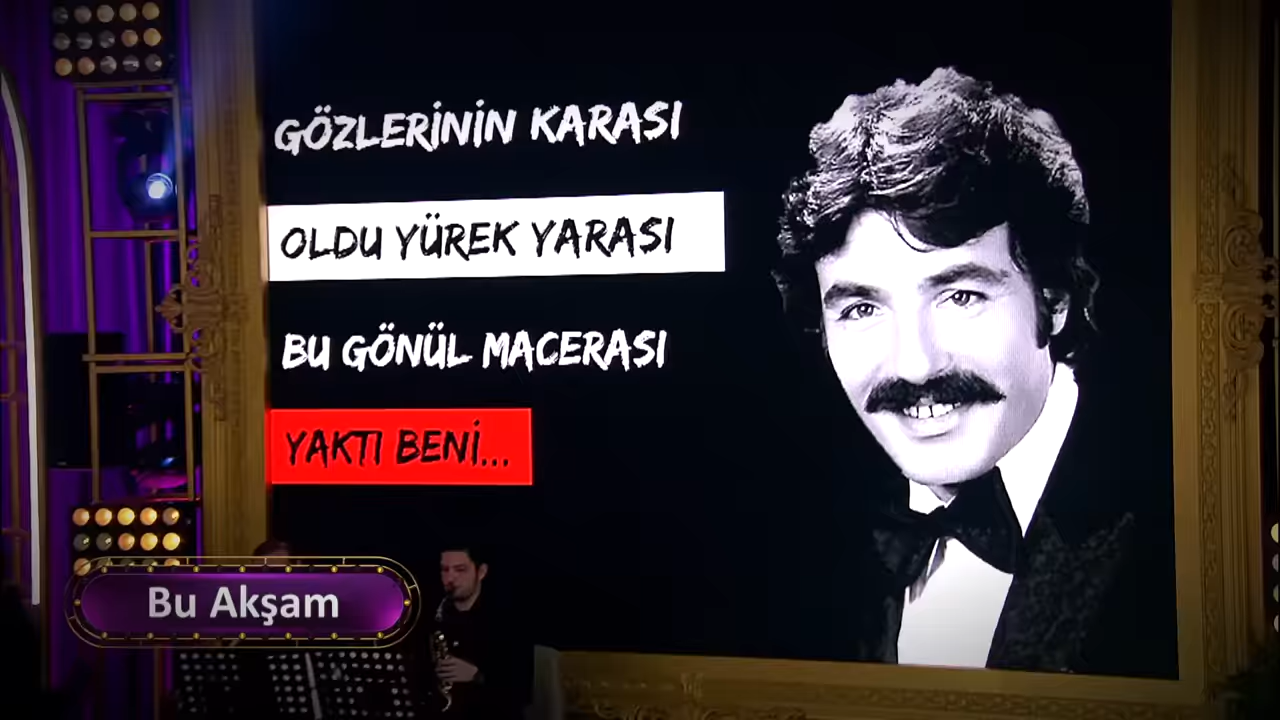 GÖZLERİNİN KARASI
OLDU YÜREK YARASI
BU GÖNÜL MACERASI
YAKTI BENİ...
Bu Akşam